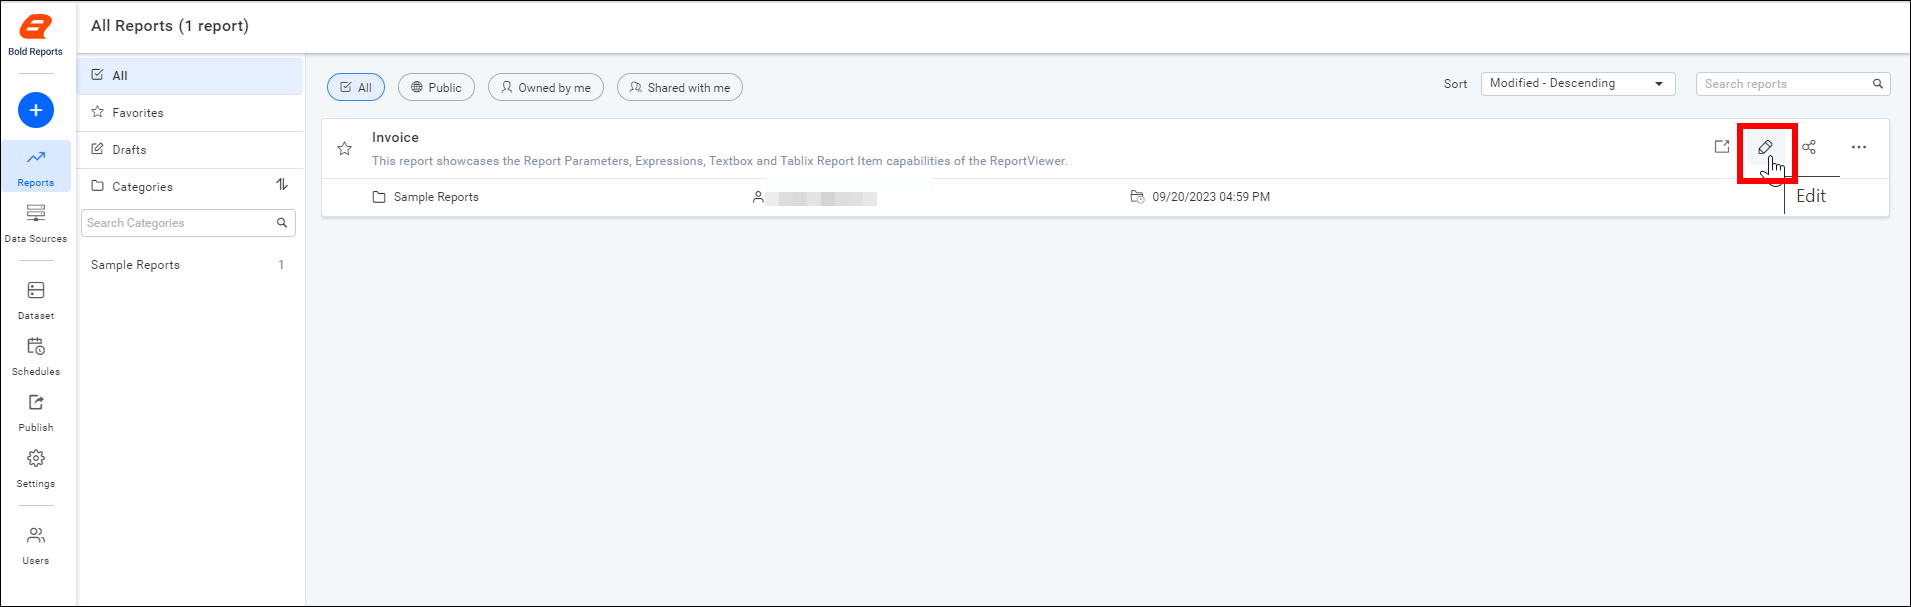 Bold Reports
Reports
Data Sources
Dataset
Schedules
Publish
Settings
Users
All Reports (1 report)
All
Favorites
Drafts
Categories
Search Categories
Sample Reports 1
All Public Owned by me Shared with me
Sort Modified - Descending Search reports
Invoice
This report showcases the Report Parameters, Expressions, Textbox and Tablix Report Item capabilities of the ReportViewer.
Sample Reports 09/20/2023 04:59 PM
Edit